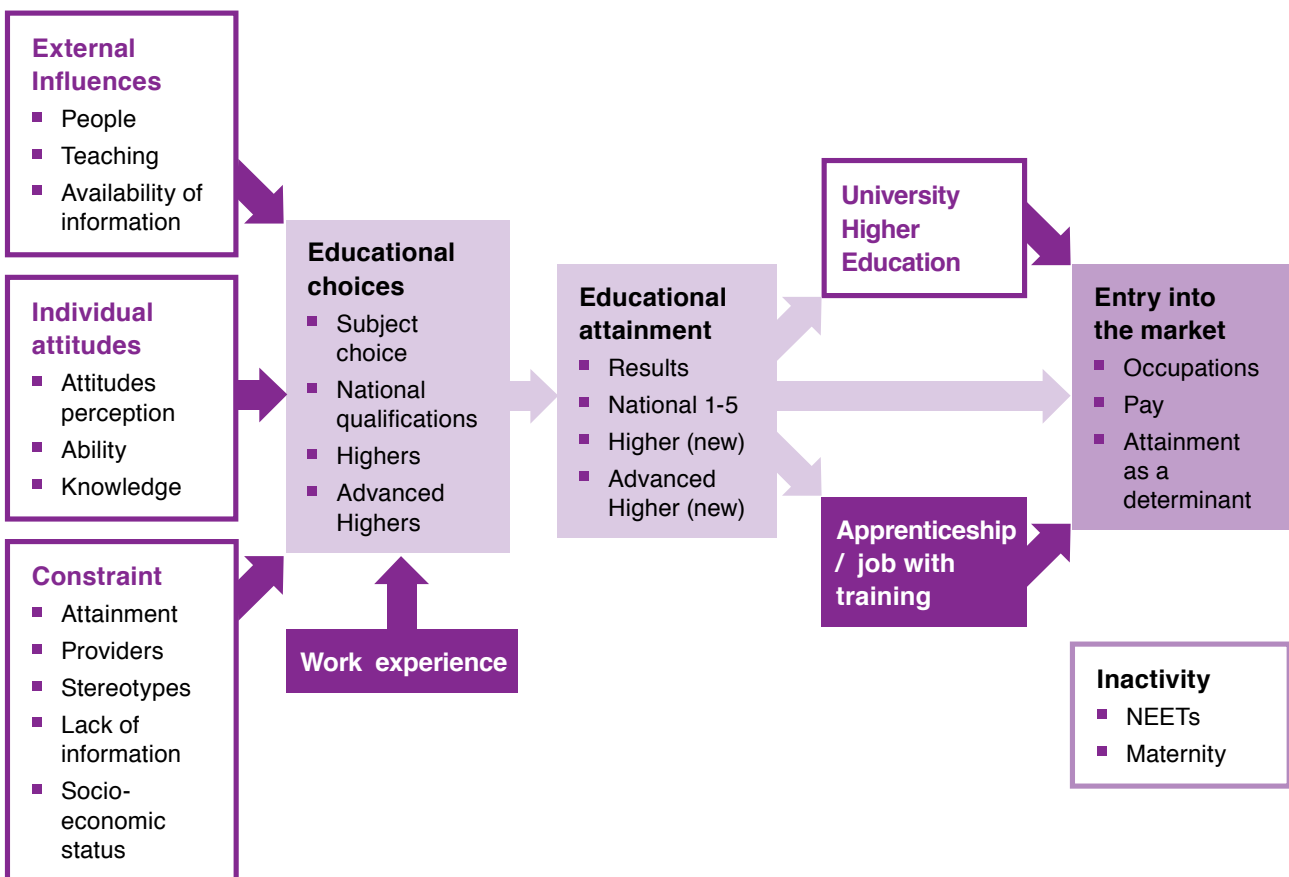 External
Influences
People
Teaching
Availability of
information
Individual
attitudes
Attitudes
perception
Ability
Knowledge
Constraint
Attainment
Providers
Stereotypes
Lack of
information
Socio-
economic
status
Educational
choices
Subject
choice
National
qualifications
Highers
Advanced
Highers
Work experience
Educational
attainment
Results
National 1-5
Higher (new)
Advanced
Higher (new)
University
Higher
Education
Apprenticeship
/ job with
training
Entry into
the market
Occupations
Pay
Attainment
as a
determinant
Inactivity
NEETs
Maternity